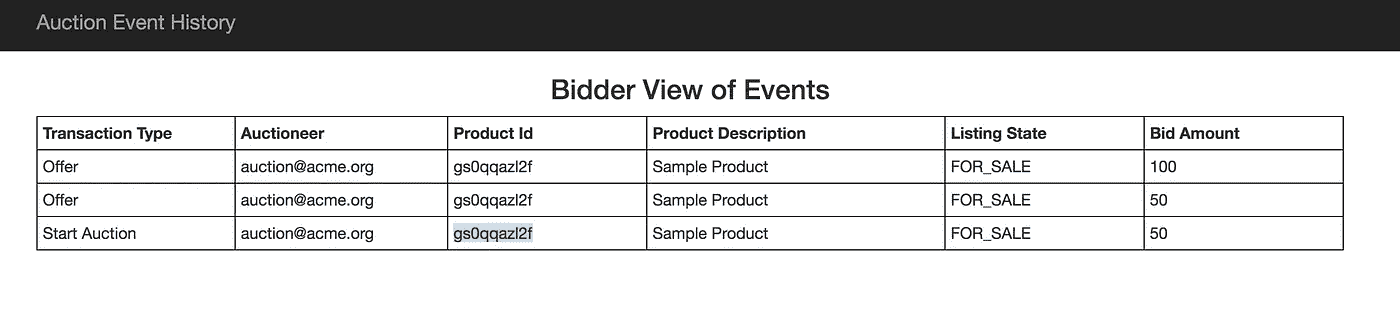 Auction Event History
Bidder View of Events
Transaction Type Auctioneer Product Id Product Description Listing State Bid Amount
Offer auction@acme.org gs0qqazl2f Sample Product FOR_SALE 100
Offer auction@acme.org gs0qqazl2f Sample Product FOR_SALE 50
Start Auction auction@acme.org gs0qqazl2f Sample Product FOR_SALE 50